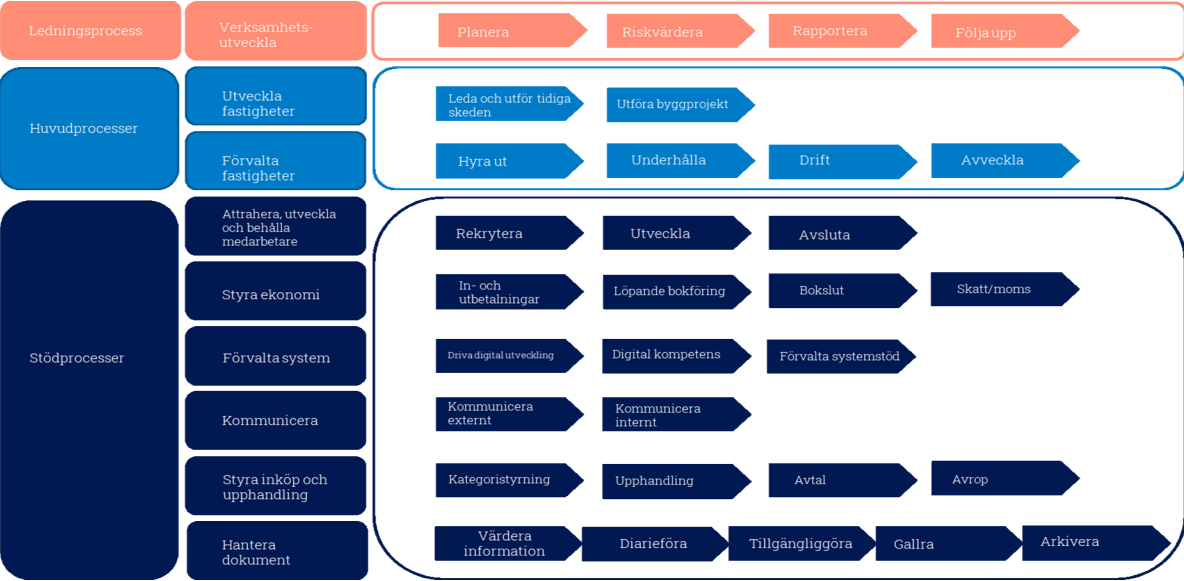 Ledningsprocess
Verksamhets-
utveckla
Planera
Riskvärdera
Rapportera
Följa upp
Huvudprocesser
Utveckla
fastigheter
Leda och utför tidiga
skeden
Utföra byggprojekt
Förvalta
fastigheter
Hyra ut
Underhålla
Drift
Avveckla
Stödprocesser
Attrahera, utveckla
och behålla
medarbetare
Rekrytera
Utveckla
Avsluta
Styra ekonomi
In- och
utbetalningar
Löpande bokföring
Bokslut
Skatt/moms
Förvalta system
Driva digital utveckling
Digital kompetens
Förvalta systemstöd
Kommunicera
Kommunicera
externt
Kommunicera
internt
Styra inköp och
upphandling
Kategoristyrning
Upphandling
Avtal
Avrop
Hantera
dokument
Värdera
information
Diarieföra
Tillgängliggöra
Gallra
Arkivera